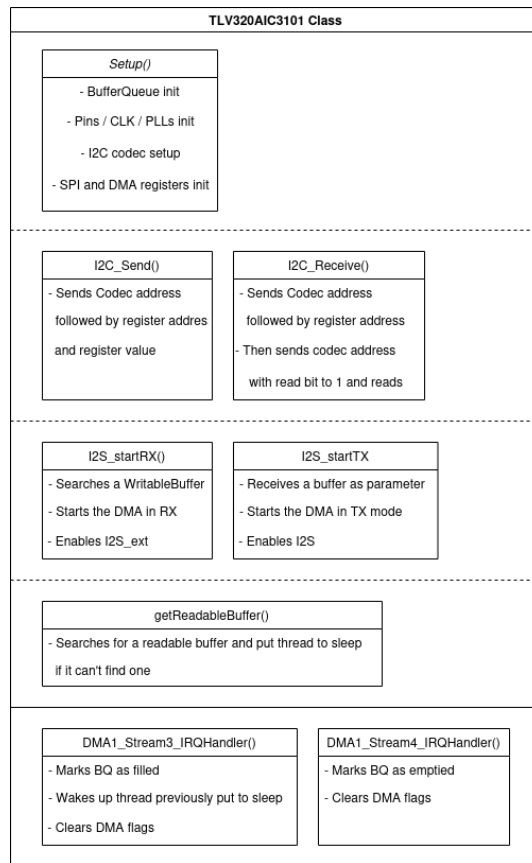 TLV320AIC3101 Class
Setup()
- BufferQueue init
- Pins / CLK / PLLs init
- I2C codec setup
- SPI and DMA registers init
I2C_Send()
- Sends Codec address
followed by register addres
and register value
I2C_Receive()
- Sends Codec address
followed by register address
- Then sends codec address
with read bit to 1 and reads
I2S_startRX()
- Searches a WritableBuffer
- Starts the DMA in RX
- Enables I2S_ext
I2S_startTX
- Receives a buffer as parameter
- Starts the DMA in TX mode
- Enables I2S
getReadableBuffer()
- Searches for a readable buffer and put thread to sleep
if it can't find one
DMA1_Stream3_IRQHandler()
- Marks BQ as filled
- Wakes up thread previously put to sleep
- Clears DMA flags
DMA1_Stream4_IRQHandler()
- Marks BQ as emptied
- Clears DMA flags